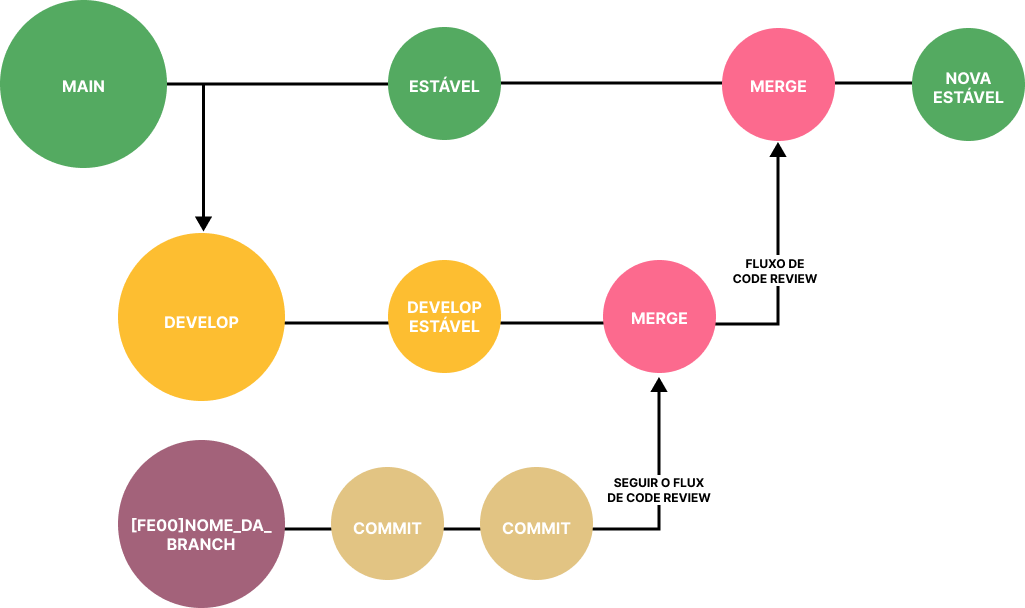 MAIN
ESTÁVEL
MERGE
NOVA
ESTÁVEL
FLUXO DE
CODE REVIEW
DEVELOP
DEVELOP
ESTÁVEL
MERGE
SEGUIR O FLUX
DE CODE REVIEW
[FE00]NOME_DA_
BRANCH
COMMIT
COMMIT